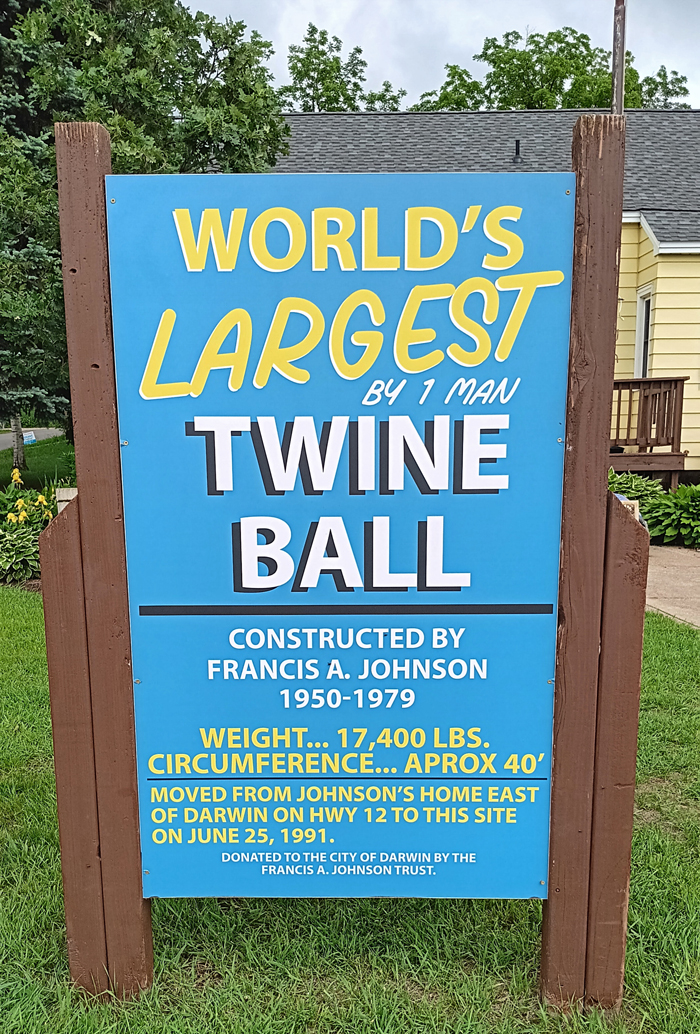 WORLD'S
LARGEST
BY 1 MAN
TWINE
BALL
CONSTRUCTED BY
FRANCIS A. JOHNSON
1950-1979
WEIGHT... 17,400 LBS.
CIRCUMFERENCE... APROX 40'
MOVED FROM JOHNSON'S HOME EAST
OF DARWIN ON HWY 12 TO THIS SITE
ON JUNE 25, 1991.
DONATED TO THE CITY OF DARWIN BY THE
FRANCIS A. JOHNSON TRUST.